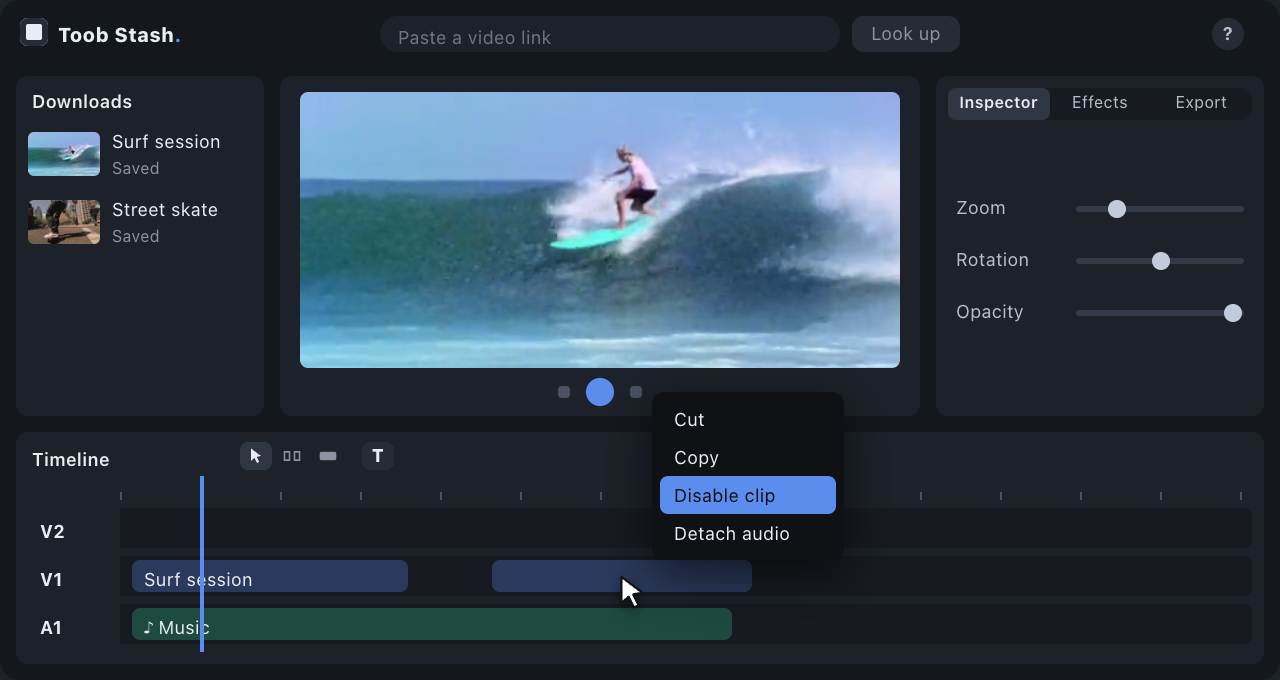 Toob Stash.
Paste a video link
Look up
?
Downloads
Surf session
Saved
Street skate
Saved
Inspector
Effects
Export
Zoom
Rotation
Opacity
Cut
Copy
Disable clip
Detach audio
Timeline
T
V2
V1
Surf session
A1
♪ Music